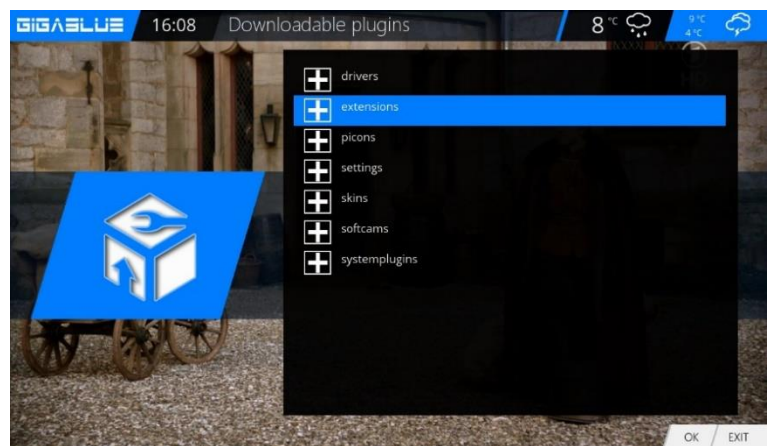 GIGABLUE 16:08 Downloadable plugins 8 °C 9 °C
4 °C
drivers
extensions
picons
settings
skins
softcams
systemplugins
OK EXIT